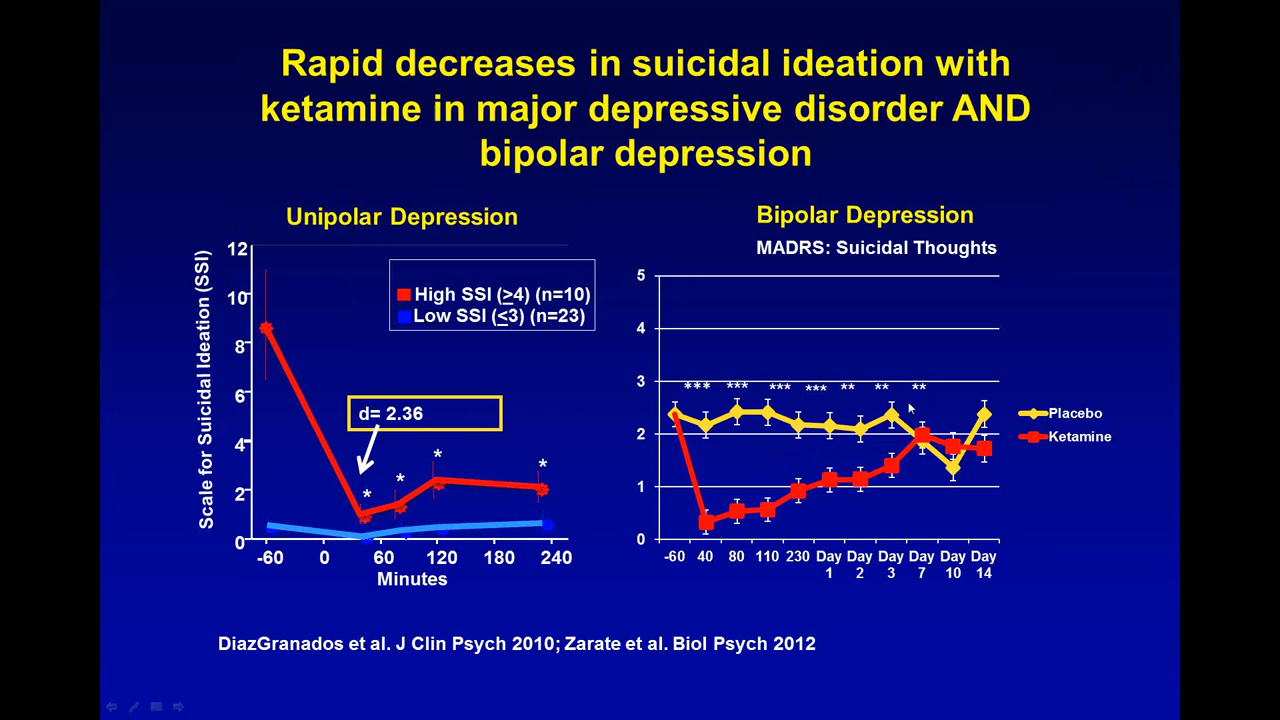 Rapid decreases in suicidal ideation with
ketamine in major depressive disorder AND
bipolar depression
Unipolar Depression
Scale for Suicidal Ideation (SSI)
12
10
8
6
4
2
0
High SSI (≥4) (n=10)
Low SSI (≤3) (n=23)
d= 2.36
*
*
*
*
-60 0 60 120 180 240
Minutes
Bipolar Depression
MADRS: Suicidal Thoughts
5
4
3
2
1
0
*** *** *** *** ** ** **
Placebo
Ketamine
-60 40 80 110 230 Day Day Day Day Day Day
1 2 3 7 10 14
DiazGranados et al. J Clin Psych 2010; Zarate et al. Biol Psych 2012